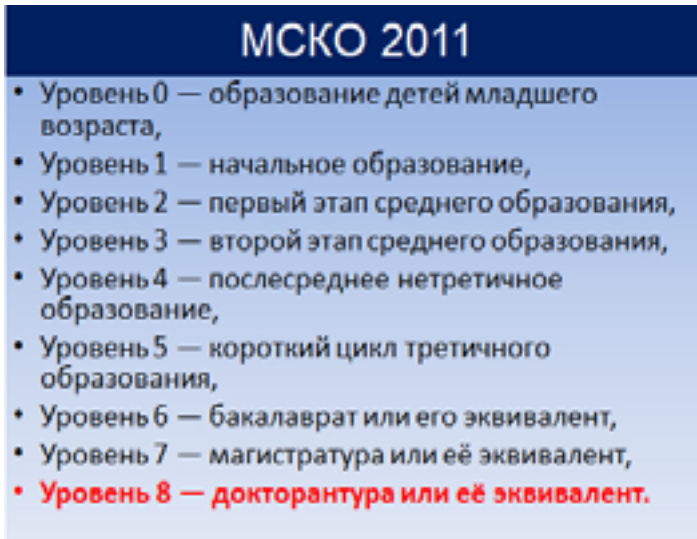 МСКО 2011
• Уровень 0 — образование детей младшего
возраста,
• Уровень 1 — начальное образование,
• Уровень 2 — первый этап среднего образования,
• Уровень 3 — второй этап среднего образования,
• Уровень 4 — послесреднее нетретичное
образование,
• Уровень 5 — короткий цикл третичного
образования,
• Уровень 6 — бакалаврат или его эквивалент,
• Уровень 7 — магистратура или её эквивалент,
• Уровень 8 — докторантура или её эквивалент.